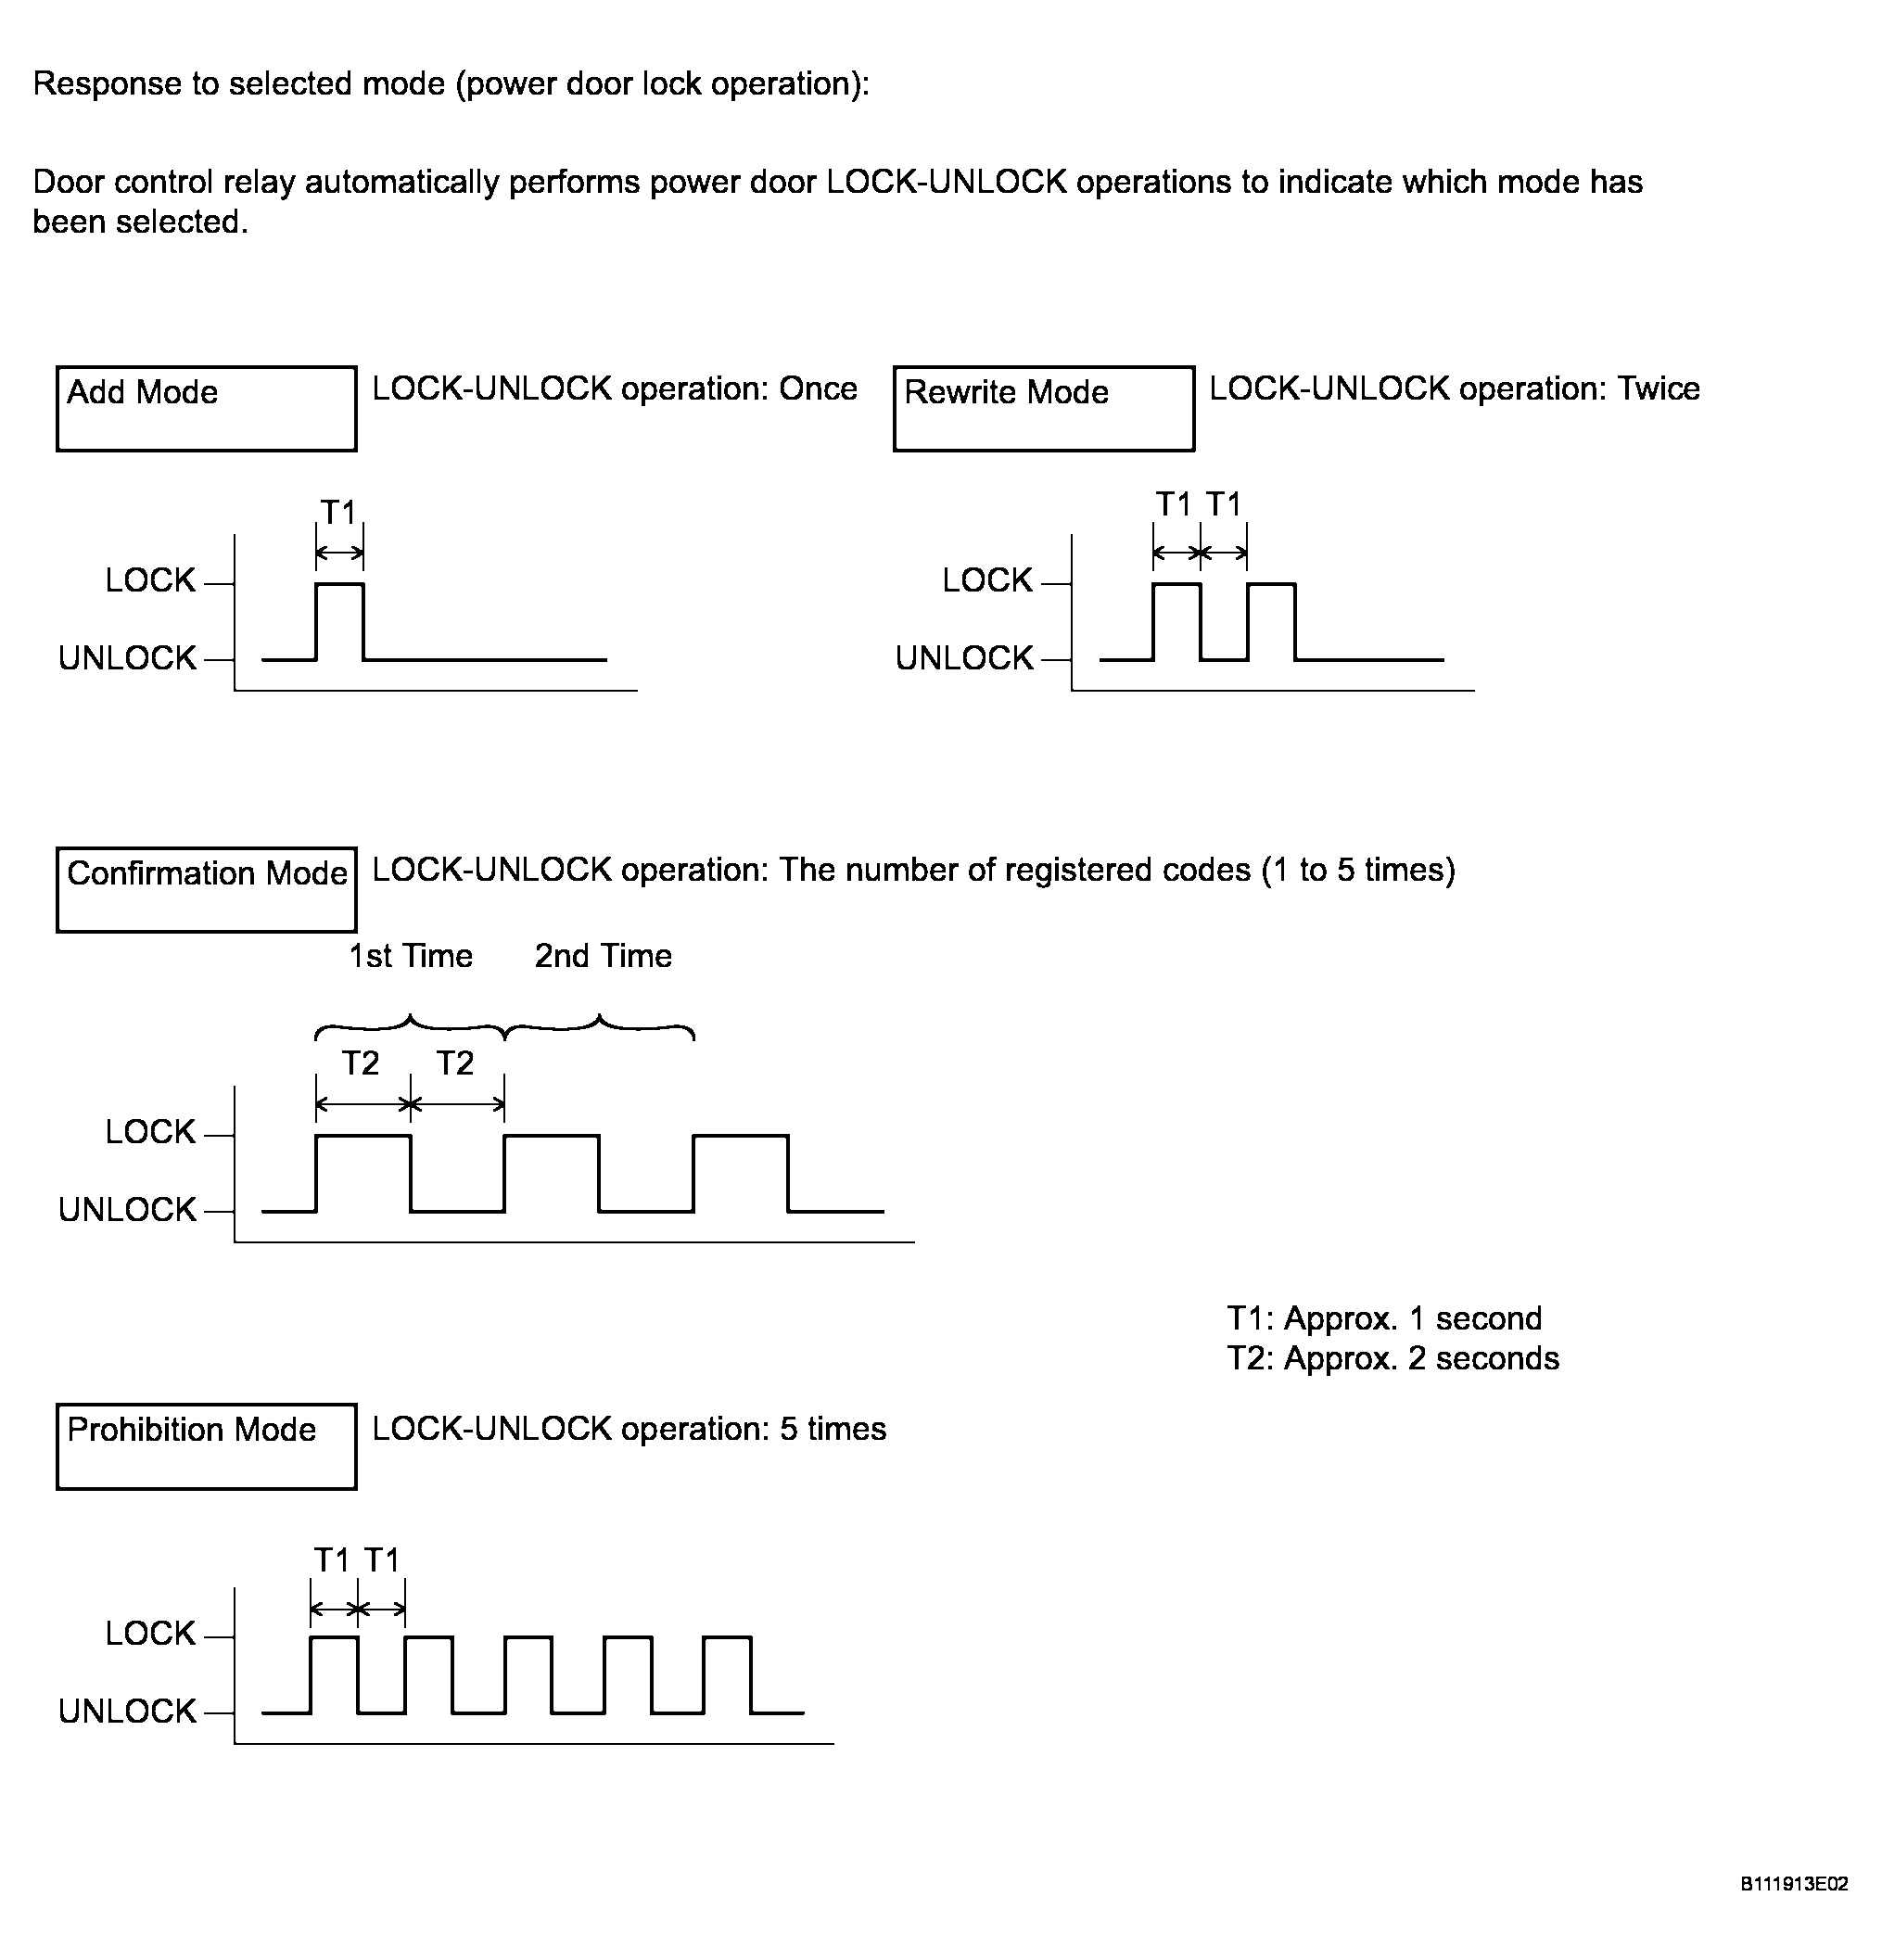 Response to selected mode (power door lock operation):
Door control relay automatically performs power door LOCK-UNLOCK operations to indicate which mode has
been selected.
Add Mode
LOCK-UNLOCK operation: Once
T1
LOCK
UNLOCK
Rewrite Mode
LOCK-UNLOCK operation: Twice
T1 T1
LOCK
UNLOCK
Confirmation Mode
LOCK-UNLOCK operation: The number of registered codes (1 to 5 times)
1st Time 2nd Time
T2 T2
LOCK
UNLOCK
T1: Approx. 1 second
T2: Approx. 2 seconds
Prohibition Mode
LOCK-UNLOCK operation: 5 times
T1 T1
LOCK
UNLOCK
B111913E02